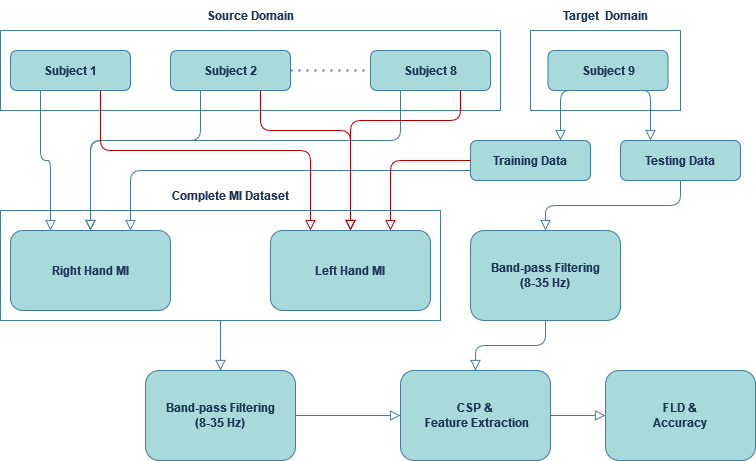 Source Domain
Target Domain
Subject 1
Subject 2
Subject 8
Subject 9
Training Data
Testing Data
Complete MI Dataset
Right Hand MI
Left Hand MI
Band-pass Filtering
(8-35 Hz)
Band-pass Filtering
(8-35 Hz)
CSP &
Feature Extraction
FLD &
Accuracy